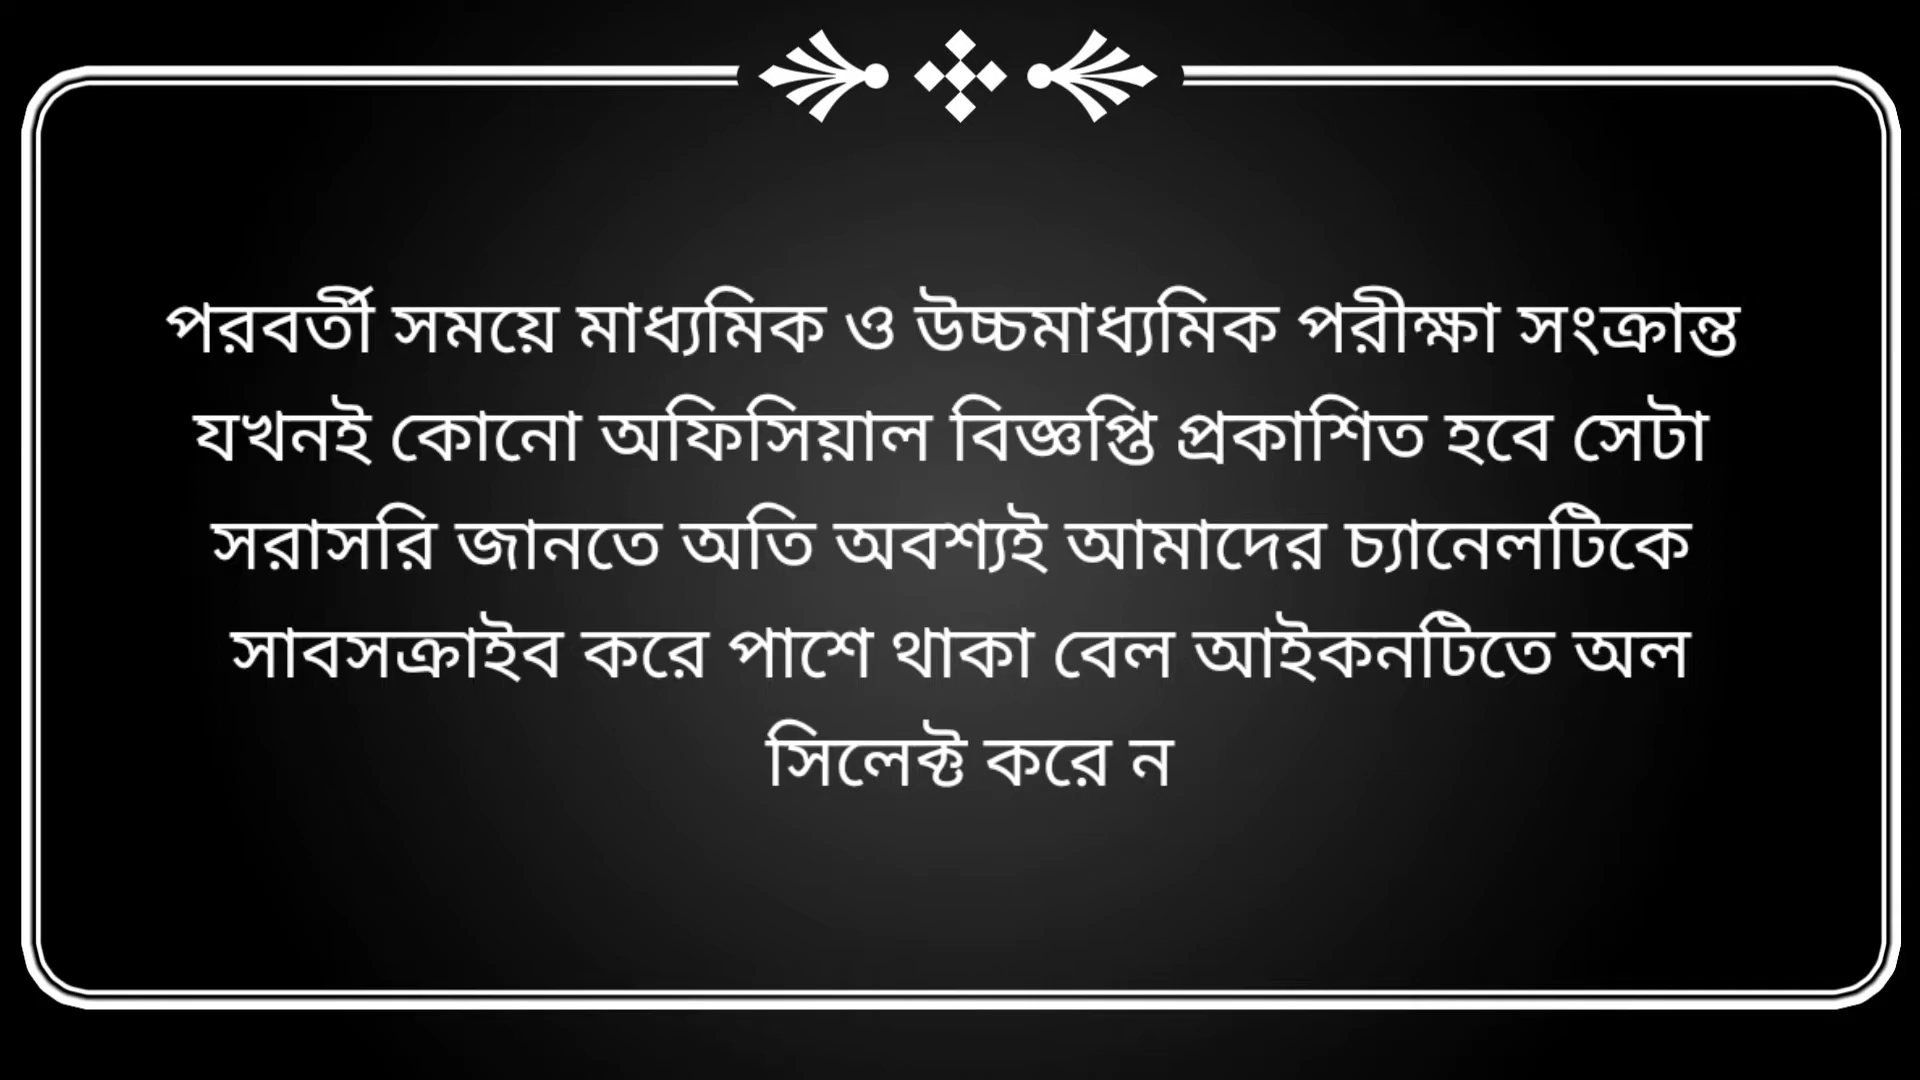 পরবর্তী সময়ে মাধ্যমিক ও উচ্চমাধ্যমিক পরীক্ষা সংক্রান্ত
যখনই কোনো অফিসিয়াল বিজ্ঞপ্তি প্রকাশিত হবে সেটা
সরাসরি জানতে অতি অবশ্যই আমাদের চ্যানেলটিকে
সাবসক্রাইব করে পাশে থাকা বেল আইকনটিতে অল
সিলেক্ট করে ন